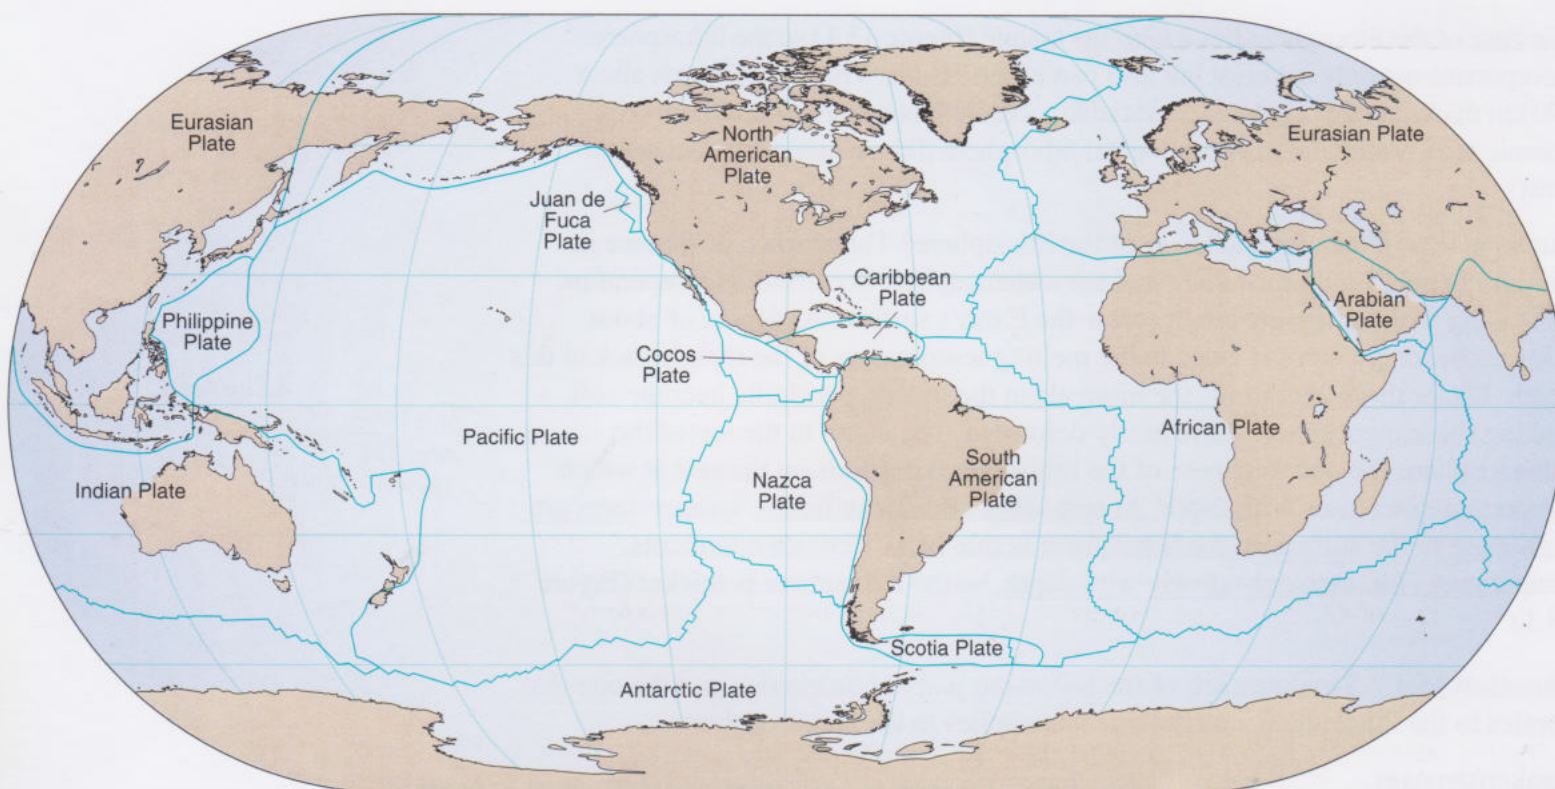 Eurasian
Plate
North
American
Plate
Eurasian Plate
Juan de
Fuca
Plate
Caribbean
Plate
Arabian
Plate
Philippine
Plate
Cocos
Plate
Pacific Plate
African Plate
Indian Plate
Nazca
Plate
South
American
Plate
Scotia Plate
Antarctic Plate